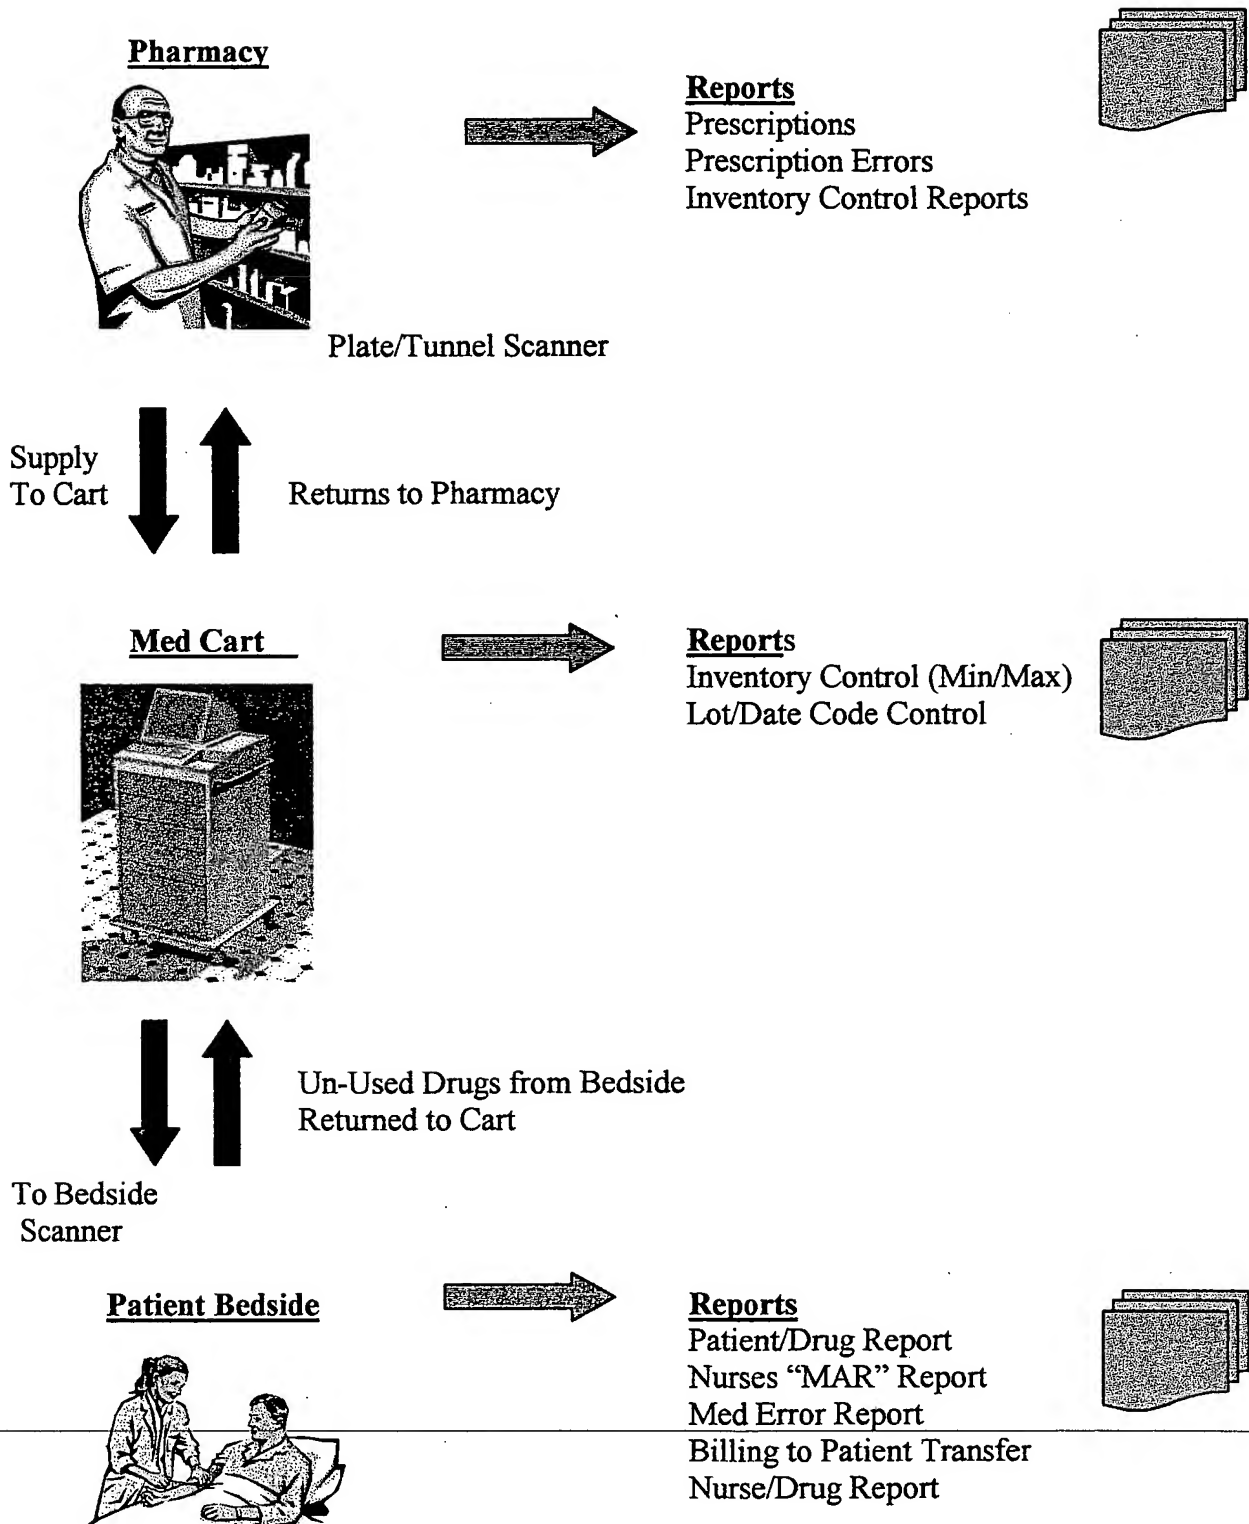 Pharmacy
Reports
Prescriptions
Prescription Errors
Inventory Control Reports
Plate/Tunnel Scanner
Supply
To Cart
Returns to Pharmacy
Med Cart
Reports
Inventory Control (Min/Max)
Lot/Date Code Control
Un-Used Drugs from Bedside
Returned to Cart
To Bedside
Scanner
Patient Bedside
Reports
Patient/Drug Report
Nurses “MAR” Report
Med Error Report
Billing to Patient Transfer
Nurse/Drug Report